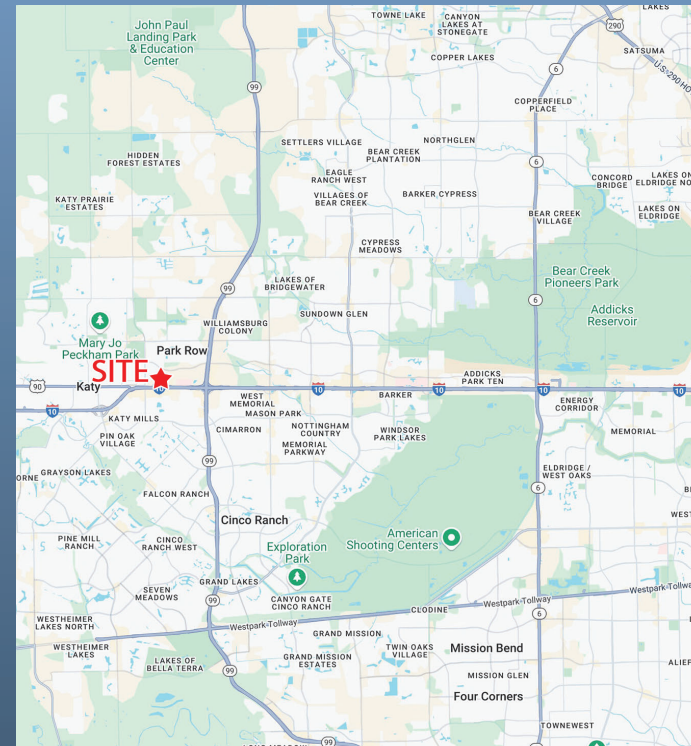 LAKES
TOWNE LAKE
CANYON
LAKES AT
STONEGATE
290
John Paul
Landing Park
& Education
Center
SATSUMA
COPPER LAKES
U.S. 290 HO
6
99
COPPERFIELD
PLACE
SETTLERS VILLAGE
NORTHGLEN
BEAR CREEK
PLANTATION
HIDDEN
FOREST ESTATES
6
EAGLE
RANCH WEST
CONCORD
BRIDGE
LAKES ON
ELDRIDGE NO
KATY PRAIRIE
ESTATES
VILLAGES OF
BEAR CREEK
BARKER CYPRESS
BEAR CREEK
VILLAGE
LAKES ON
ELDRIDGE
CYPRESS
MEADOWS
Bear Creek
Pioneers Park
LAKES OF
BRIDGEWATER
99
6
Addicks
Reservoir
SUNDOWN GLEN
WILLIAMSBURG
COLONY
Mary Jo
Peckham Park
Park Row
SITE
ADDICKS
PARK TEN
90
Katy
10
10
10
10
10
10
WEST
MEMORIAL
BARKER
ENERGY
CORRIDOR
MASON PARK
KATY MILLS
CIMARRON
NOTTINGHAM
COUNTRY
WINDSOR
PARK LAKES
MEMORIAL
PIN OAK
VILLAGE
MEMORIAL
PARKWAY
99
ORNE
GRAYSON LAKES
ELDRIDGE /
WEST OAKS
6
FALCON RANCH
B
WEST
Cinco Ranch
American
Shooting Centers
PINE MILL
RANCH
CINCO
RANCH WEST
Exploration
Park
GRAND LAKES
SEVEN
MEADOWS
99
CANYON GATE
CINCO RANCH
CLODINE
Westpark Tollway
Westpark Tollwa
6
WESTHEIMER
LAKES NORTH
Westpark Tollway
GRAND MISSION
WESTHEIMER
LAKES
TWIN OAKS
VILLAGE
Mission Bend
GRAND MISSION
ESTATES
LAKES OF
BELLA TERRA
99
ALIEF
MISSION GLEN
Four Corners
TOWNEWEST
99
6